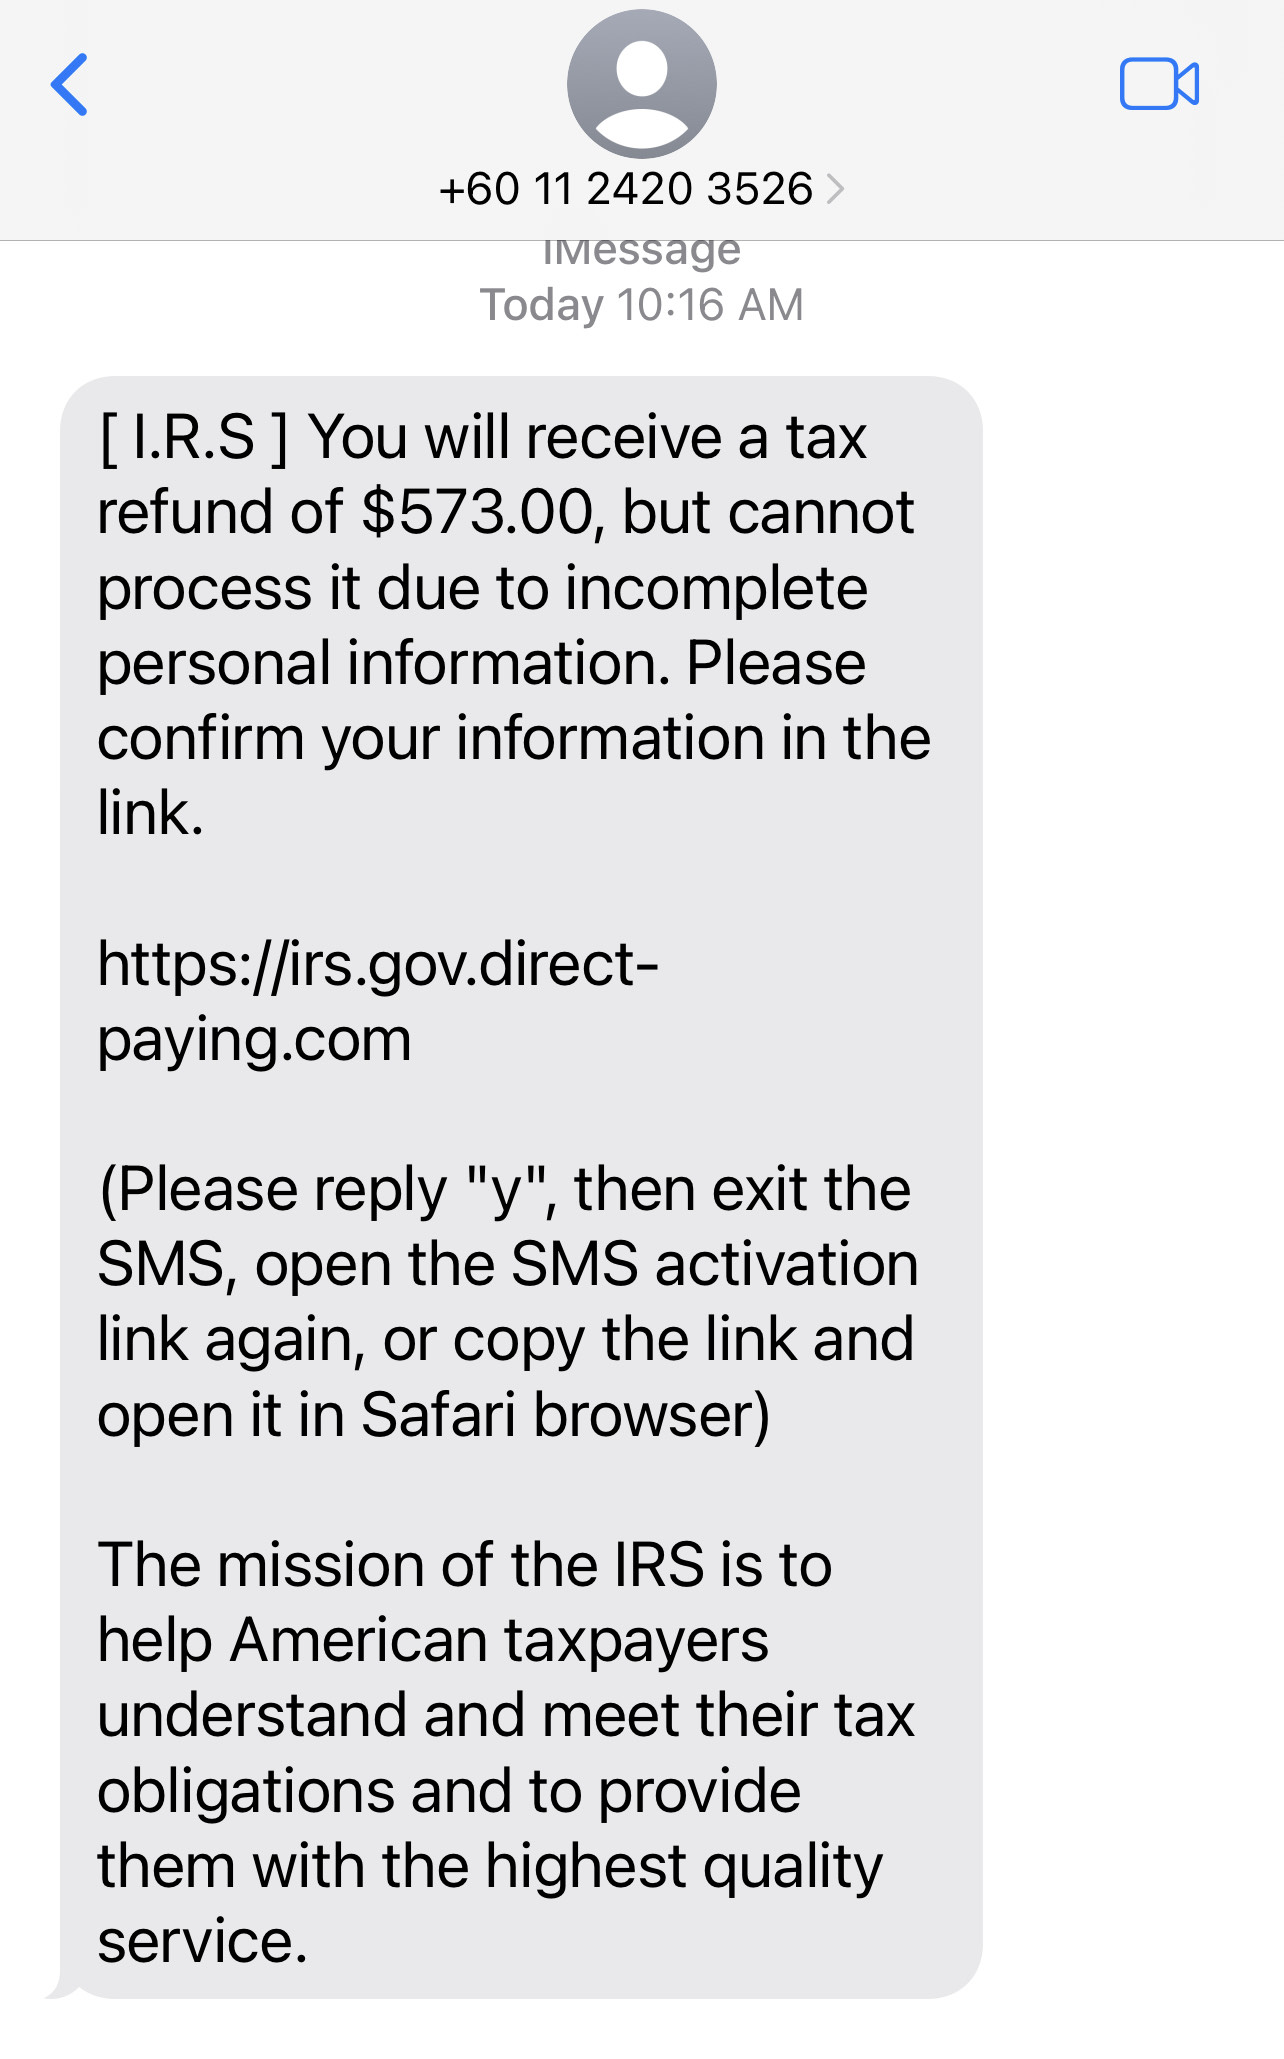 +60 11 2420 3526
iMessage
Today 10:16 AM
[ I.R.S ] You will receive a tax
refund of $573.00, but cannot
process it due to incomplete
personal information. Please
confirm your information in the
link.
https://irs.gov.direct-
paying.com
(Please reply "y", then exit the
SMS, open the SMS activation
link again, or copy the link and
open it in Safari browser)
The mission of the IRS is to
help American taxpayers
understand and meet their tax
obligations and to provide
them with the highest quality
service.